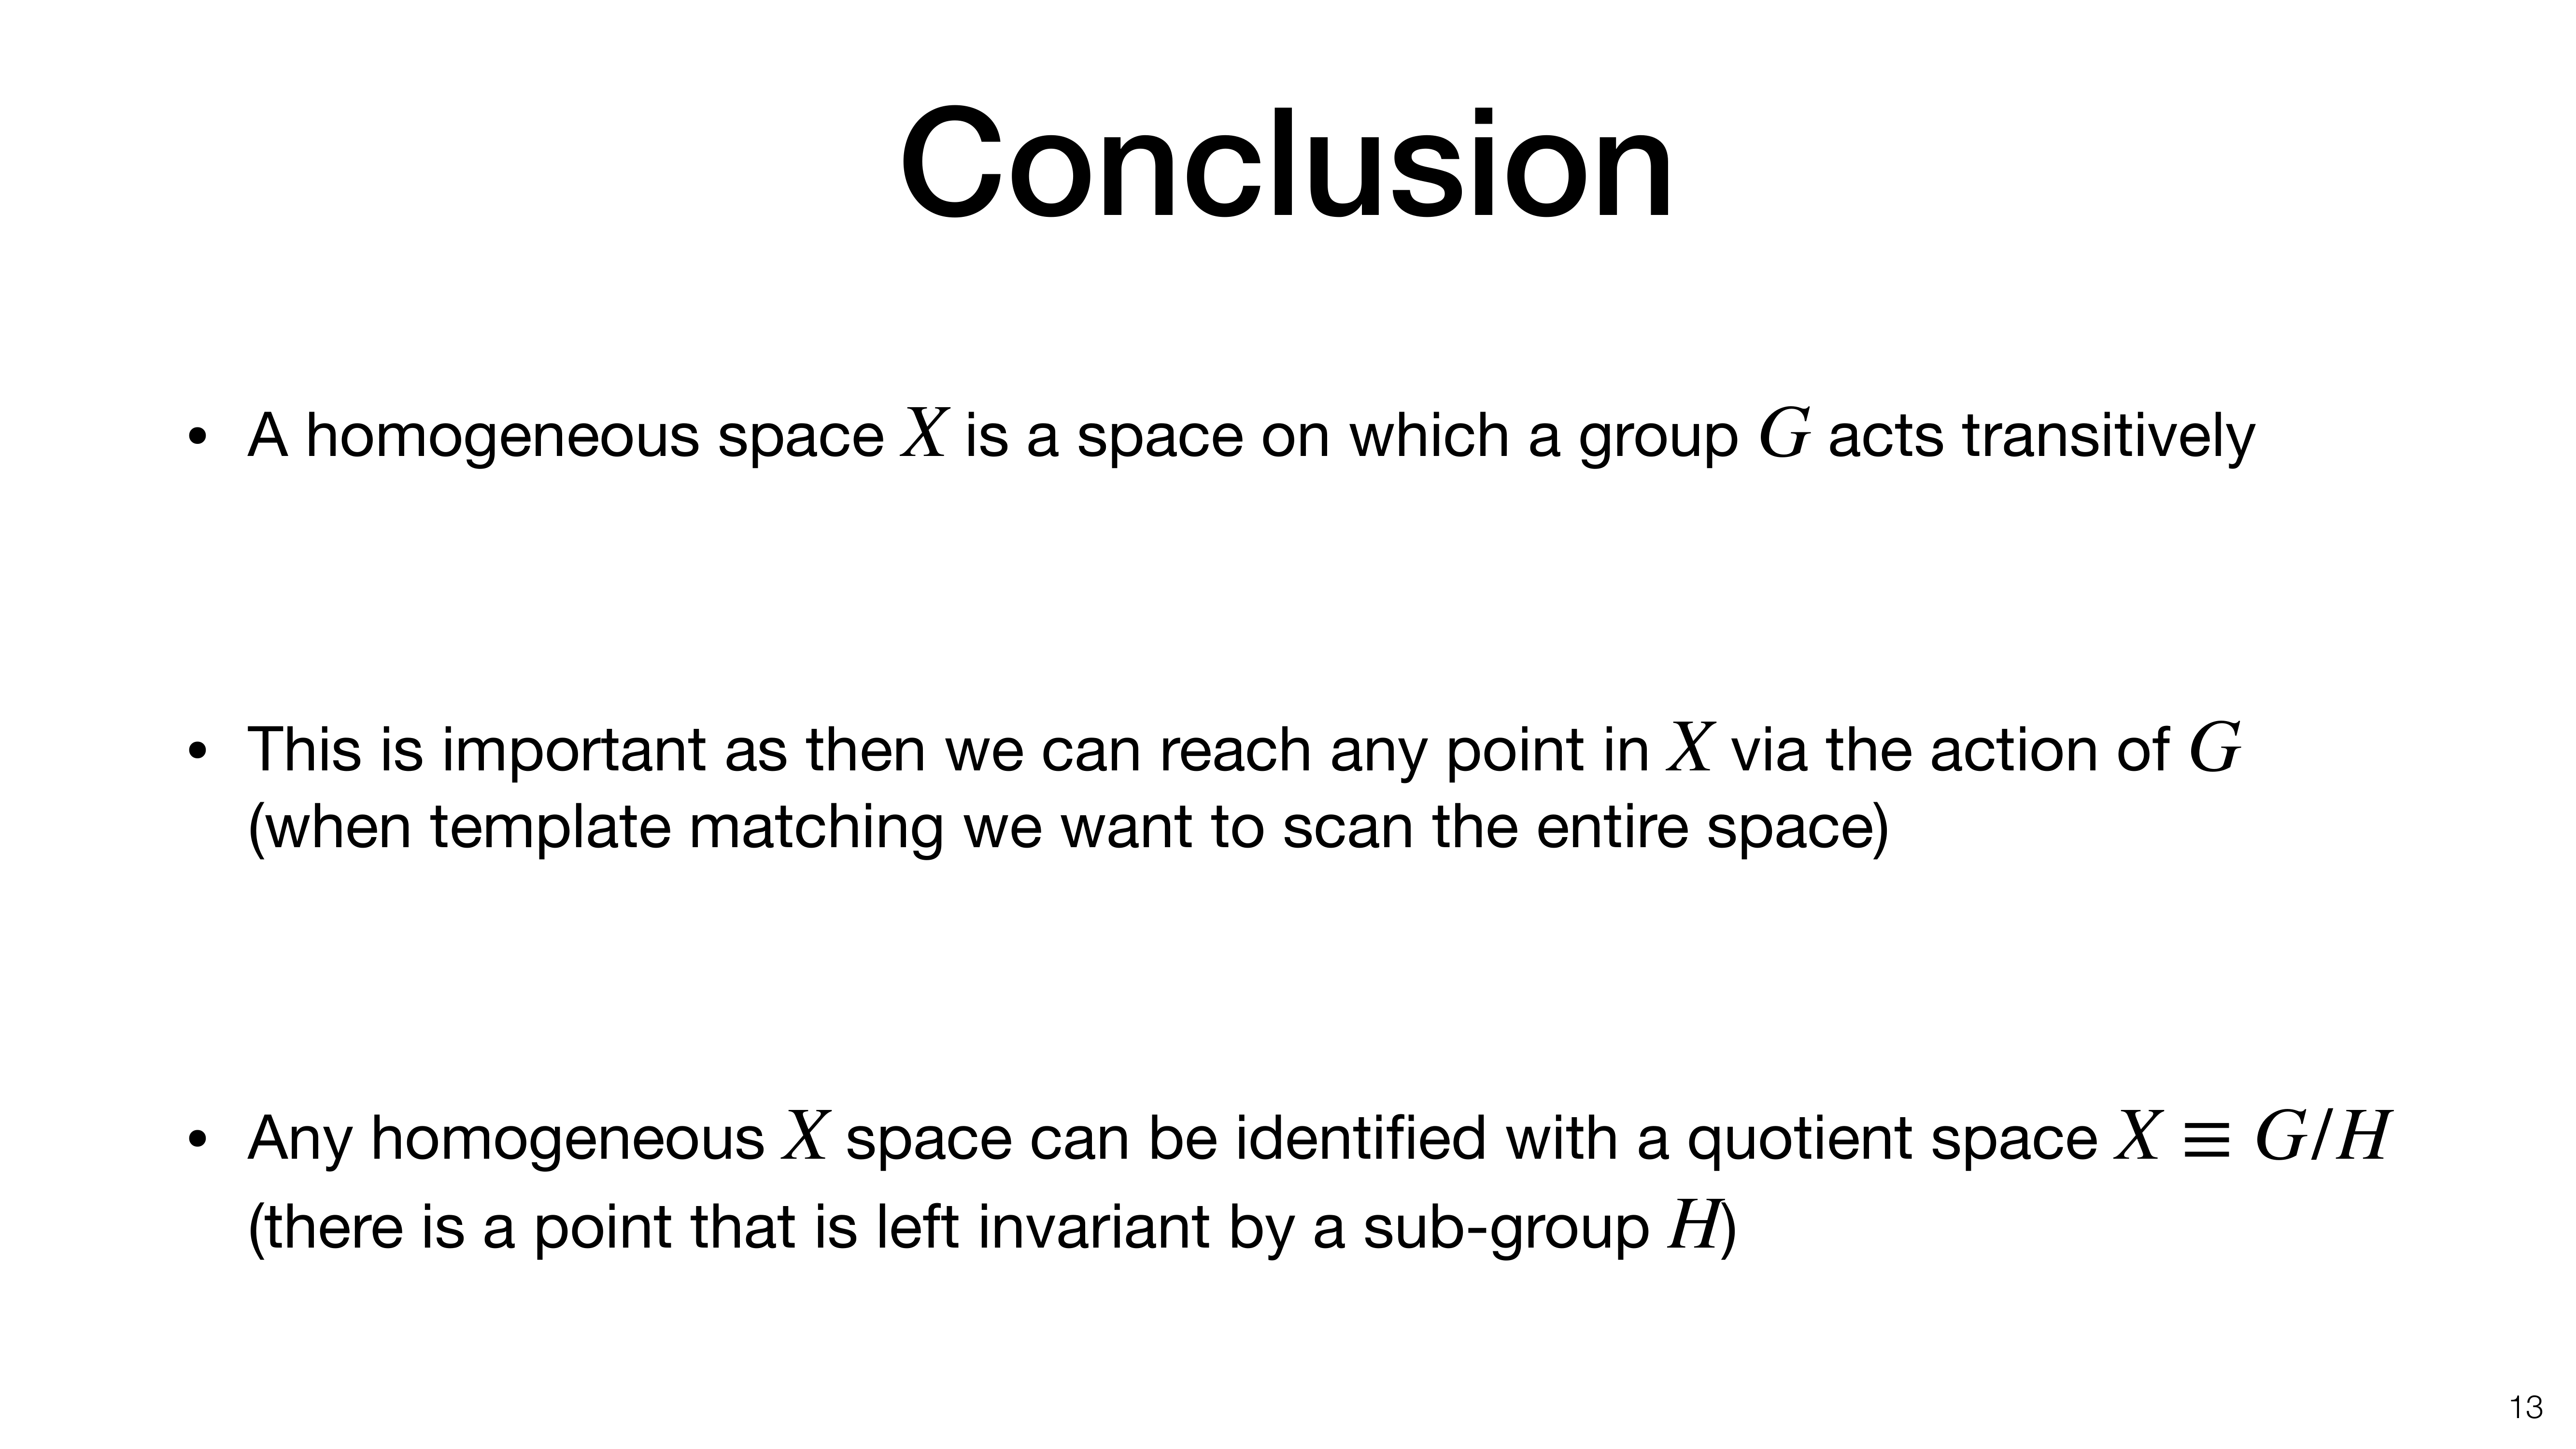 Conclusion
• A homogeneous space X is a space on which a group G acts transitively
• This is important as then we can reach any point in X via the action of G
(when template matching we want to scan the entire space)
• Any homogeneous X space can be identified with a quotient space X ≡ G/H
(there is a point that is left invariant by a sub-group H)
13